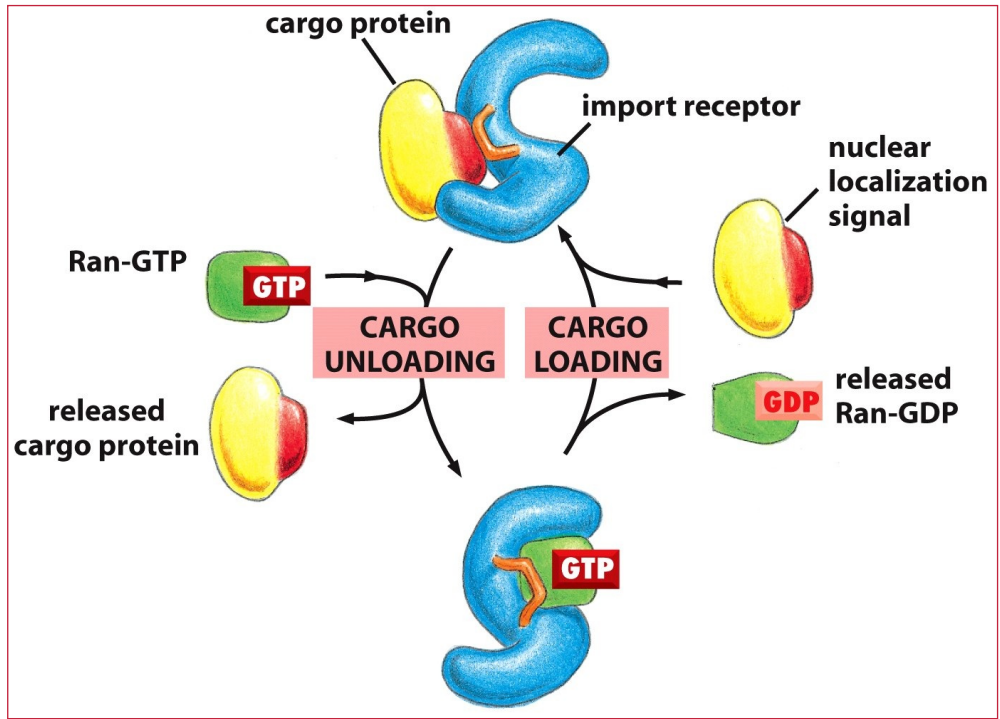 cargo protein
import receptor
nuclear
localization
signal
Ran-GTP
GTP
CARGO
UNLOADING
CARGO
LOADING
released
cargo protein
GDP
released
Ran-GDP
GTP